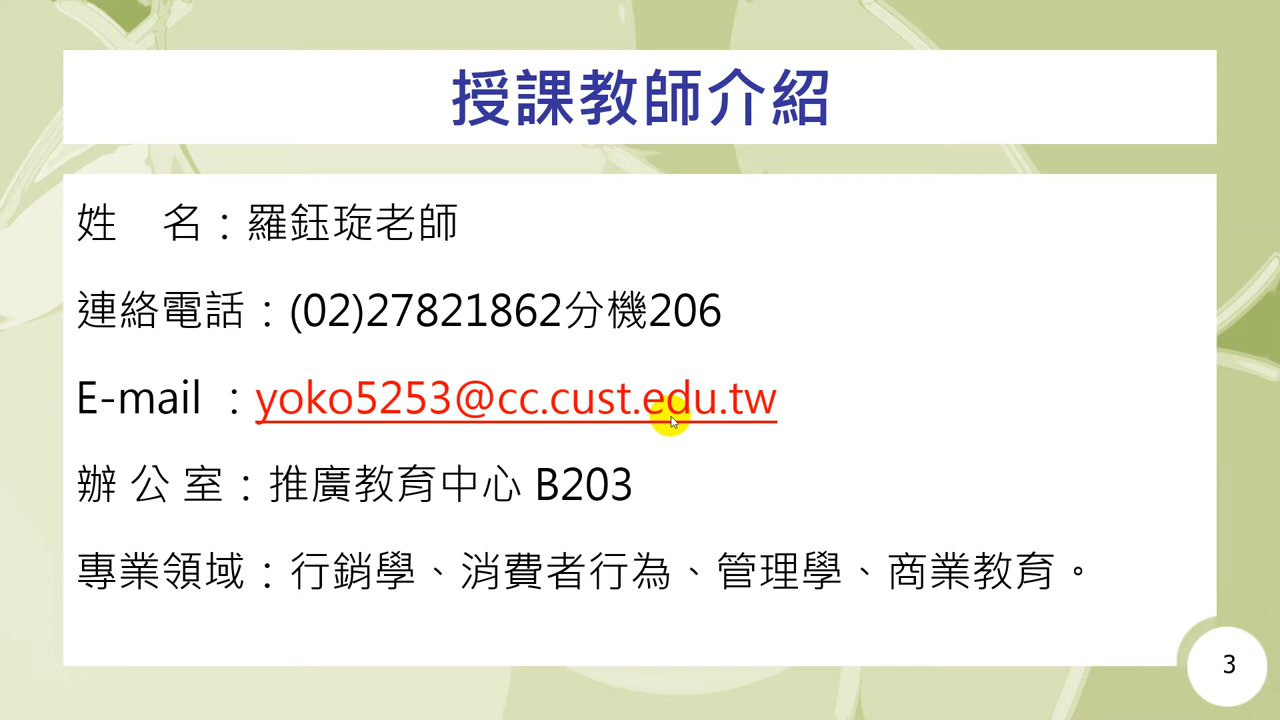 授課教師介紹
姓　名：羅鈺琁老師
連絡電話：(02)27821862分機206
E-mail ：yoko5253@cc.cust.edu.tw
辦 公 室：推廣教育中心 B203
專業領域：行銷學、消費者行為、管理學、商業教育。
3